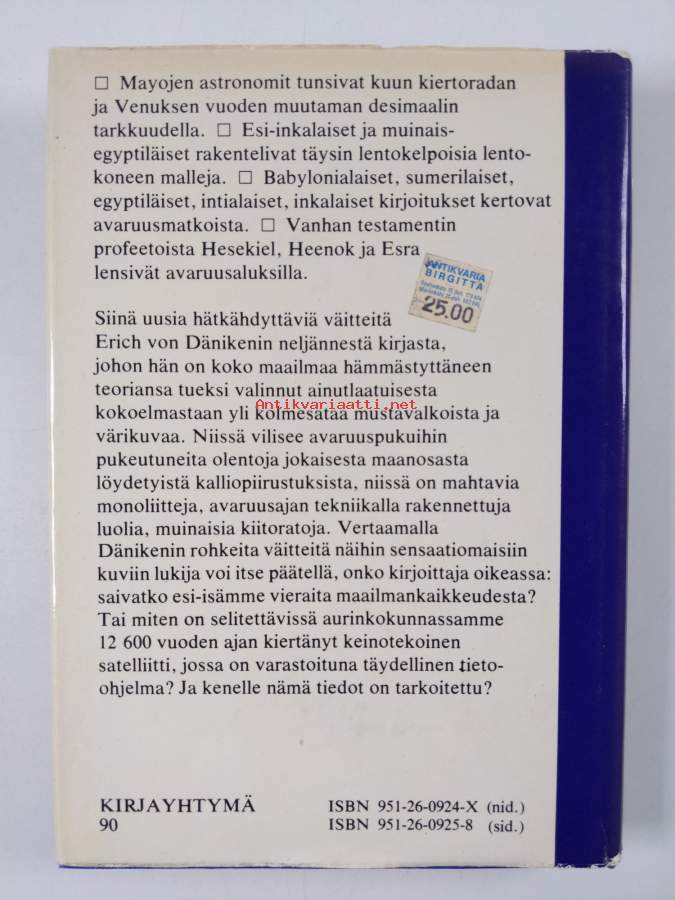 □ Mayojen astronomit tunsivat kuun kiertoradan
ja Venuksen vuoden muutaman desimaalin
tarkkuudella. □ Esi-inkalaiset ja muinais-
egyptiläiset rakentelivat täysin lentokelpoisia lento-
koneen malleja. □ Babylonialaiset, sumerilaiset,
egyptiläiset, intialaiset, inkalaiset kirjoitukset kertovat
avaruusmatkoista. □ Vanhan testamentin
profeetoista Hesekiel, Heenok ja Esra
lensivät avaruusaluksilla.
ANTIKVARIA
BIRGITTA
25.00
Siinä uusia hätkähdyttäviä väitteitä
Erich von Dänikenin neljännestä kirjasta,
johon hän on koko maailmaa hämmästyttäneen
teoriansa tueksi valinnut ainutlaatuisesta
Antikvariaatti.net
kokoelmastaan yli kolmesataa mustavalkoista ja
värikuvaa. Niissä vilisee avaruuspukuihin
pukeutuneita olentoja jokaisesta maanosasta
löydetyistä kalliopiirustuksista, niissä on mahtavia
monoliitteja, avaruusajan tekniikalla rakennettuja
luolia, muinaisia kiitoratoja. Vertaamalla
Dänikenin rohkeita väitteitä näihin sensaatiomaisiin
kuviin lukija voi itse päätellä, onko kirjoittaja oikeassa:
saivatko esi-isämme vieraita maailmankaikkeudesta?
Tai miten on selitettävissä aurinkokunnassamme
12 600 vuoden ajan kiertänyt keinotekoinen
satelliitti, jossa on varastoituna täydellinen tieto-
ohjelma? Ja kenelle nämä tiedot on tarkoitettu?
KIRJAYHTYMÄ
90
ISBN 951-26-0924-X (nid.)
ISBN 951-26-0925-8 (sid.)